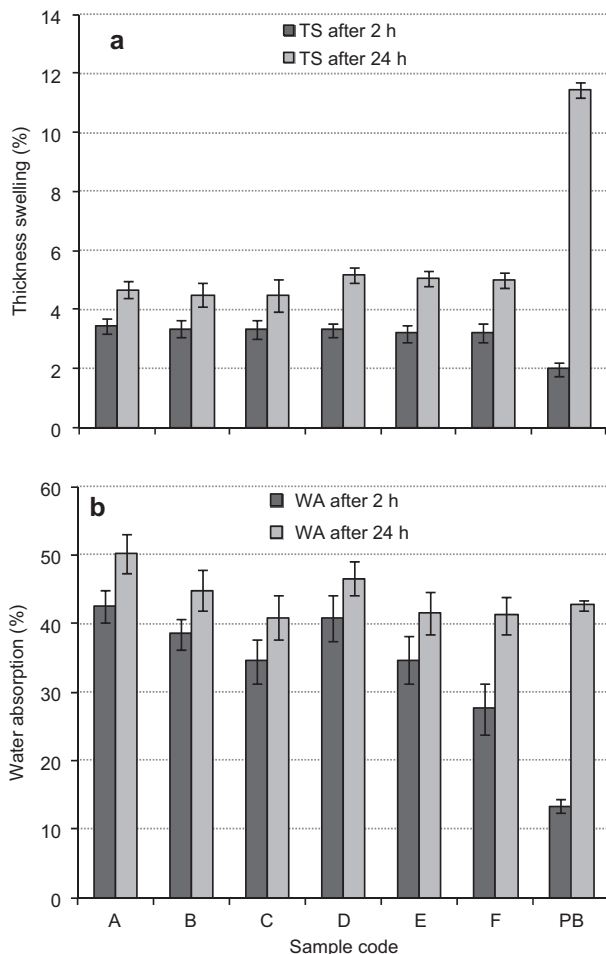 a
TS after 2 h
TS after 24 h
Thickness swelling (%)
14
12
10
8
6
4
2
0
b
WA after 2 h
WA after 24 h
Water absorption (%)
60
50
40
30
20
10
0
A B C D E F PB
Sample code